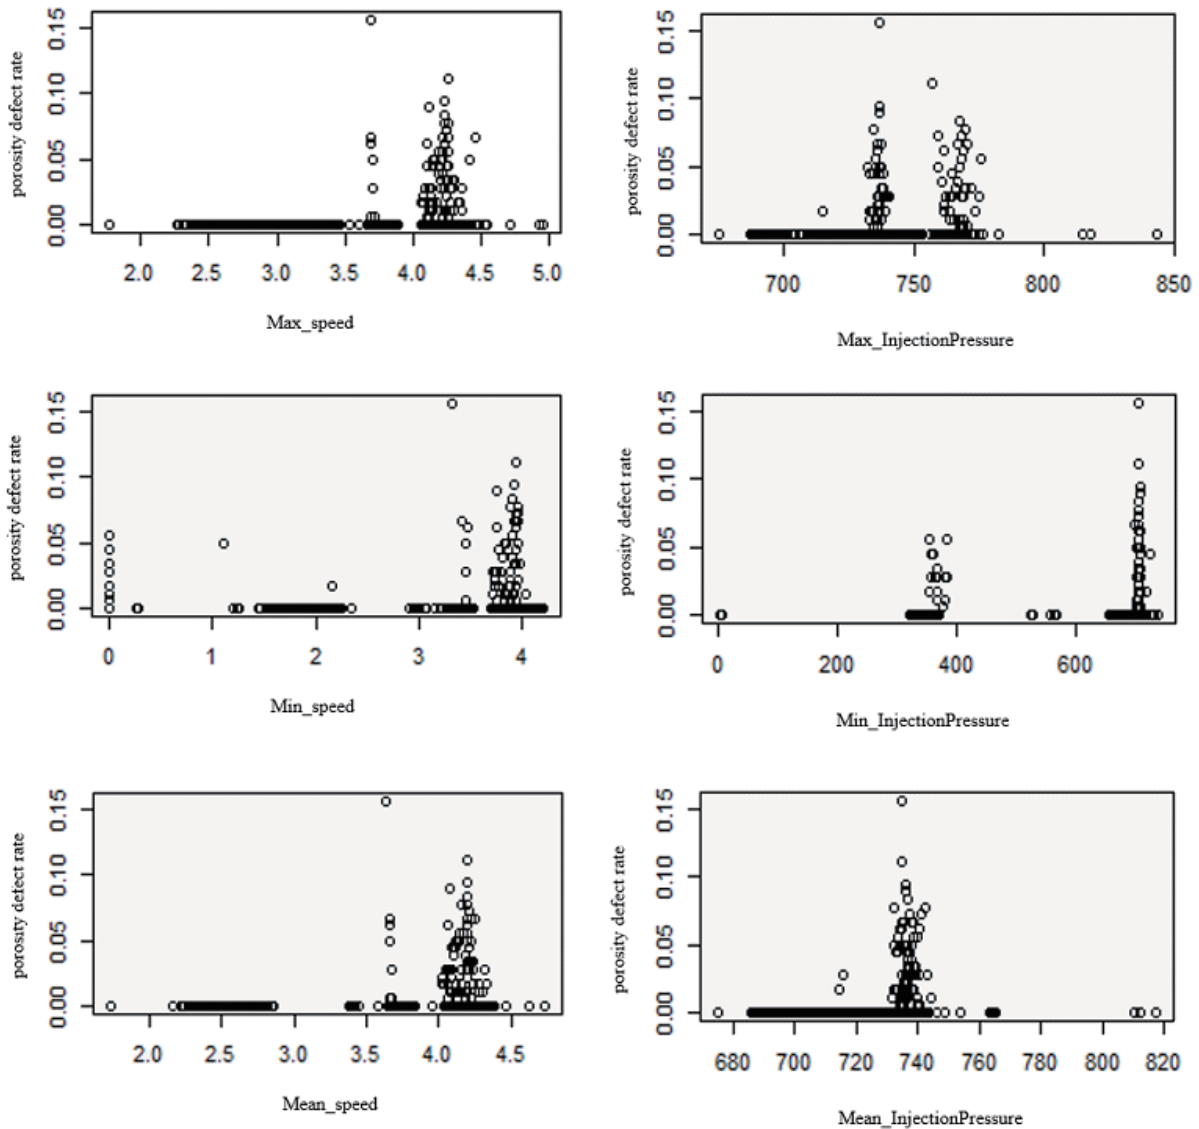 porosity defect rate
0.00 0.05 0.10 0.15
2.0 2.5 3.0 3.5 4.0 4.5 5.0
Max_speed
porosity defect rate
0.00 0.05 0.10 0.15
700 750 800 850
Max_InjectionPressure
porosity defect rate
0.00 0.05 0.10 0.15
0 1 2 3 4
Min_speed
porosity defect rate
0.00 0.05 0.10 0.15
0 200 400 600
Min_InjectionPressure
porosity defect rate
0.00 0.05 0.10 0.15
2.0 2.5 3.0 3.5 4.0 4.5
Mean_speed
porosity defect rate
0.00 0.05 0.10 0.15
680 700 720 740 760 780 800 820
Mean_InjectionPressure